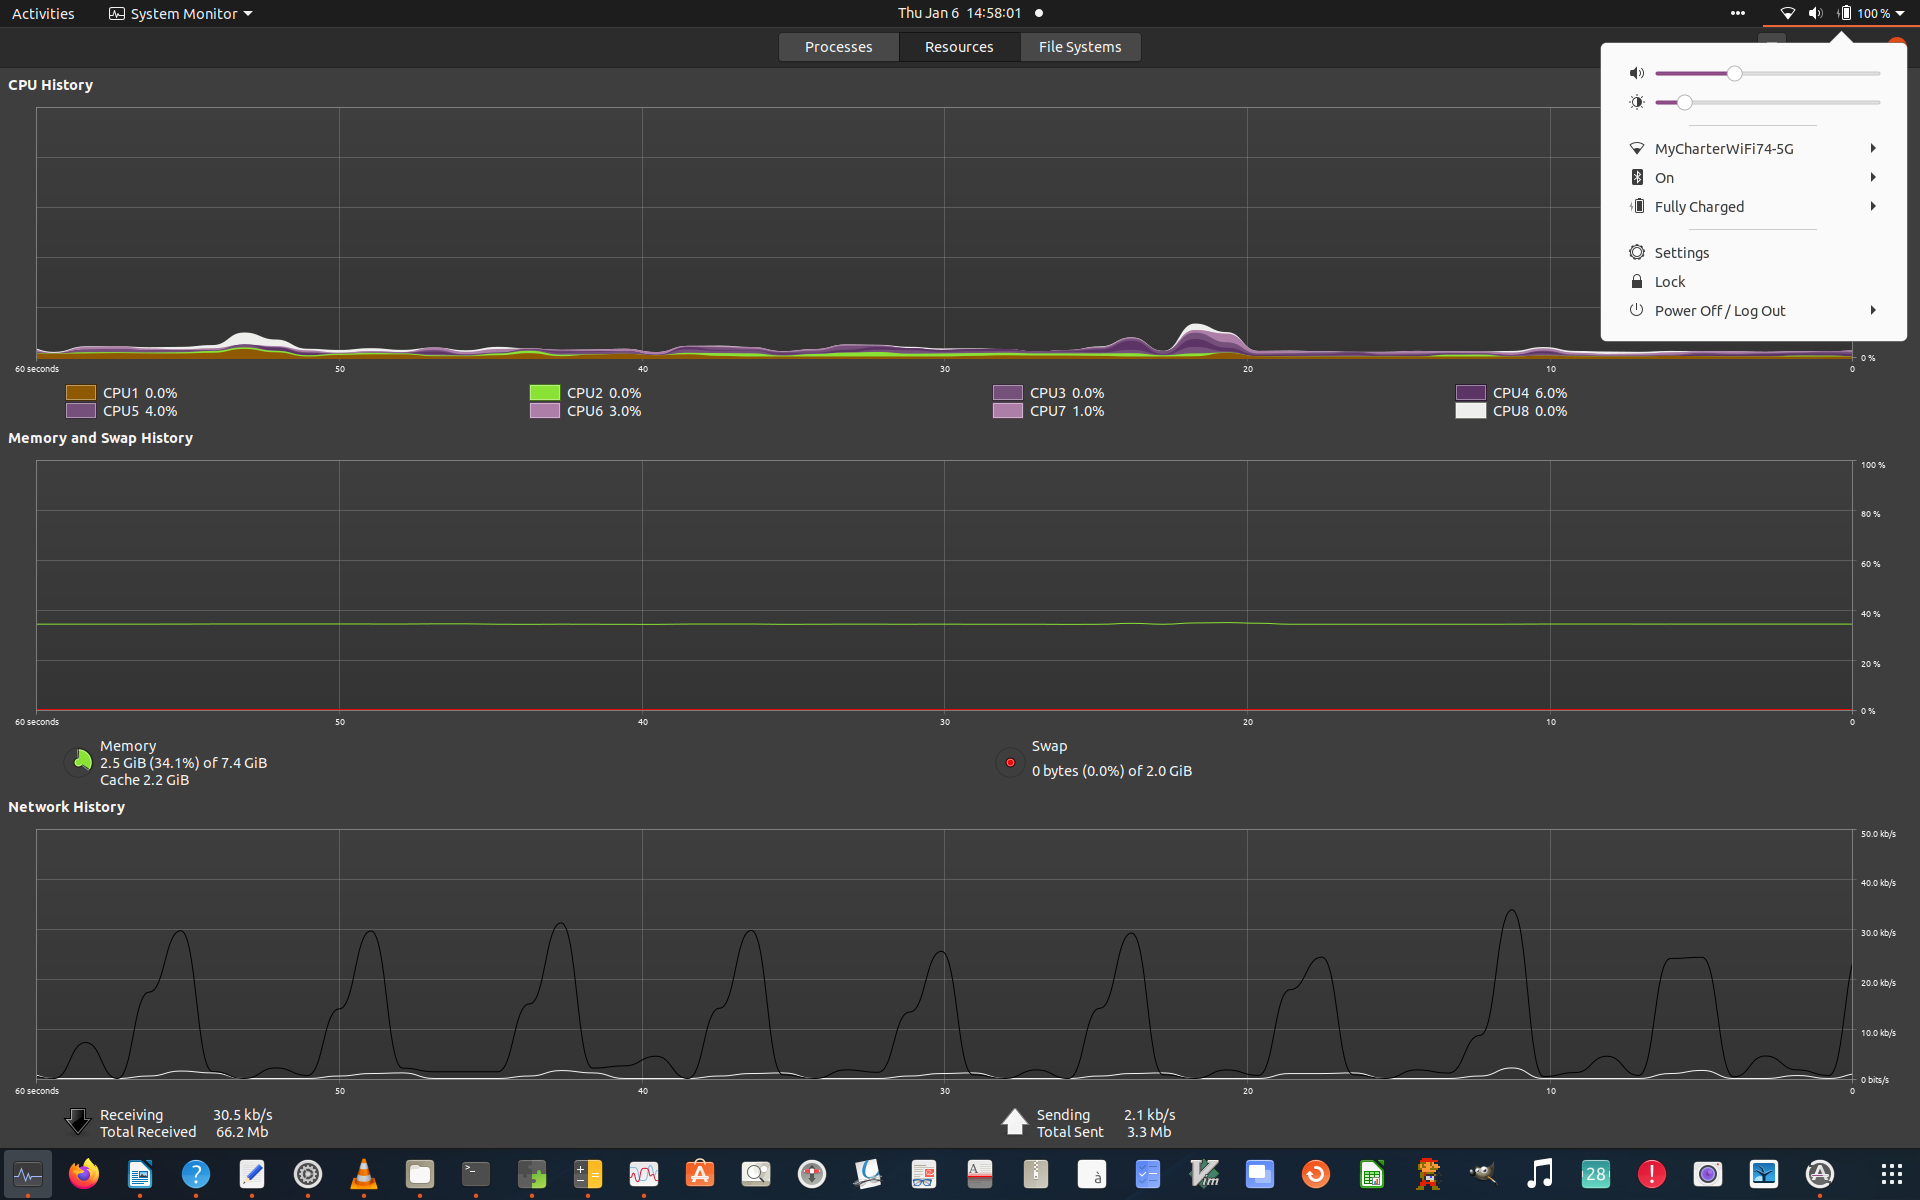 Activities
System Monitor
Thu Jan 6 14:58:01
100 %
Processes
Resources
File Systems
CPU History
MyCharterWiFi74-5G
On
Fully Charged
Settings
Lock
Power Off / Log Out
0 %
60 seconds 50 40 30 20 10 0
CPU1 0.0% CPU2 0.0% CPU3 0.0% CPU4 6.0%
CPU5 4.0% CPU6 3.0% CPU7 1.0% CPU8 0.0%
Memory and Swap History
100 %
80 %
60 %
40 %
20 %
0 %
60 seconds 50 40 30 20 10 0
Memory
2.5 GiB (34.1%) of 7.4 GiB
Cache 2.2 GiB
Swap
0 bytes (0.0%) of 2.0 GiB
Network History
50.0 kb/s
40.0 kb/s
30.0 kb/s
20.0 kb/s
10.0 kb/s
0 bits/s
60 seconds 50 40 30 20 10 0
Receiving 30.5 kb/s
Total Received 66.2 Mb
Sending 2.1 kb/s
Total Sent 3.3 Mb
?
>_
A
à
Vim
28
!